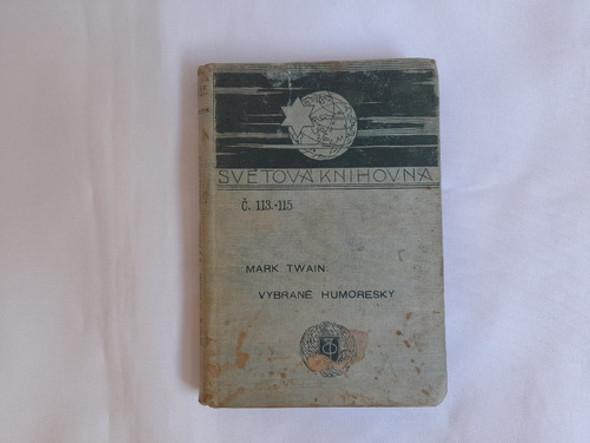 SVĚTOVÁ KNIHOVNA
Č. 113.-115
MARK TWAIN:
VYBRANÉ HUMORESKY